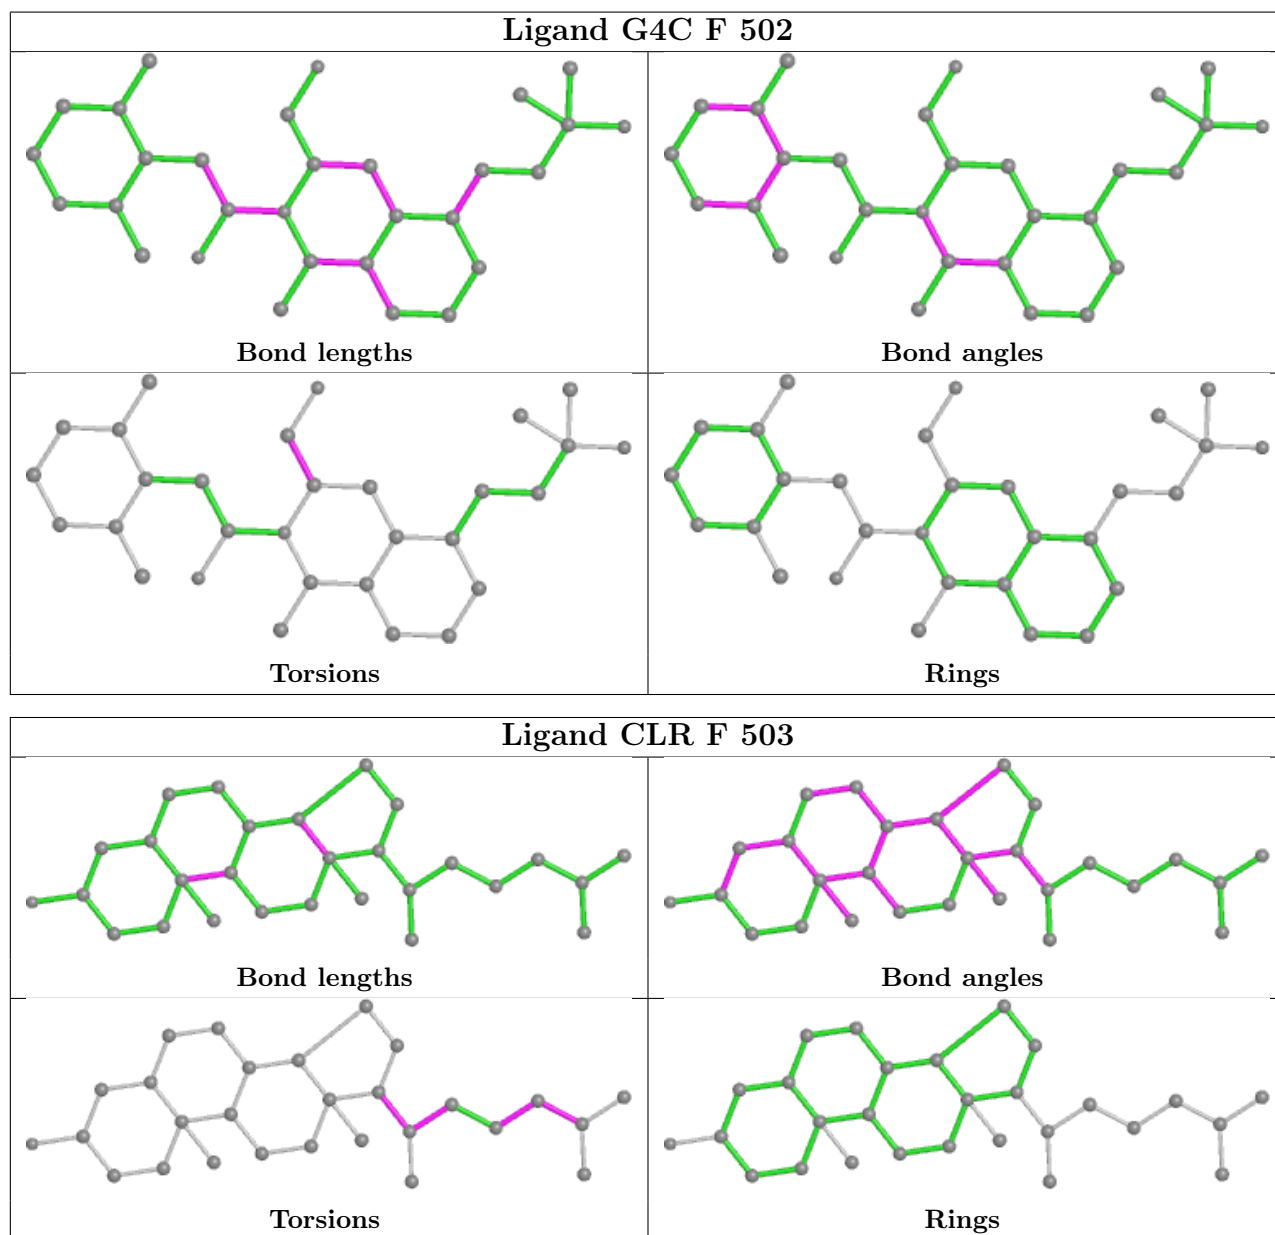 Ligand G4C F 502
Bond lengths
Bond angles
Torsions
Rings
Ligand CLR F 503
Bond lengths
Bond angles
Torsions
Rings